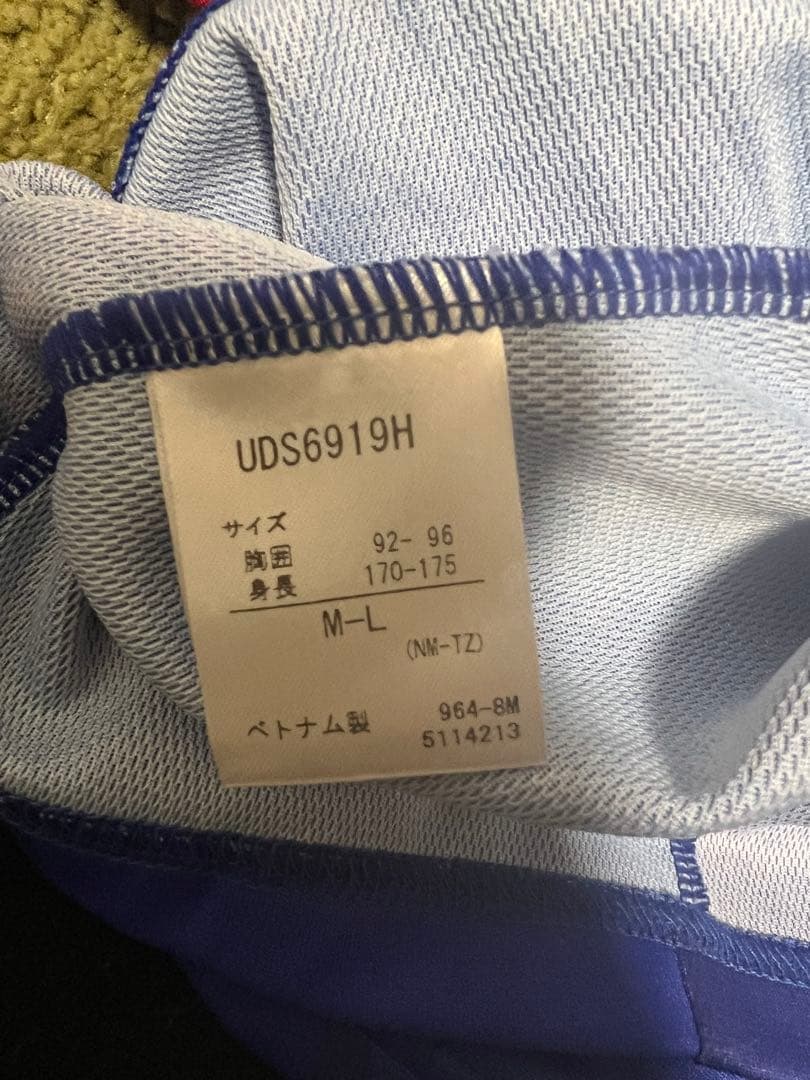 UDS6919H
サイズ
胸囲 92- 96
身長 170-175
M-L
(NM-TZ)
964-8M
ベトナム製 5114213